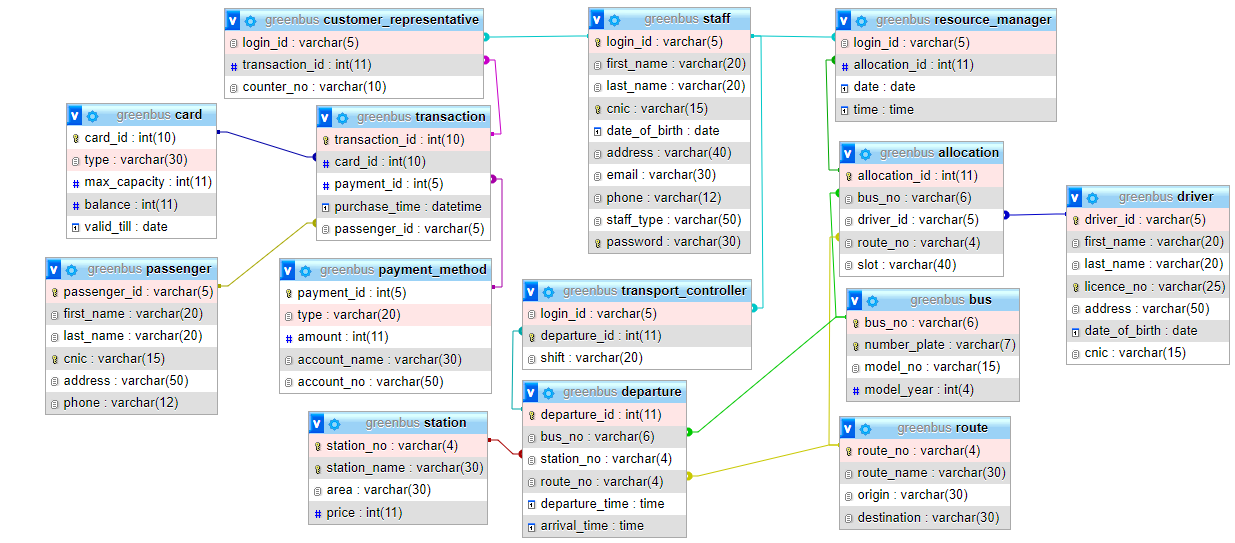 greenbus customer_representative
login_id : varchar(5)
transaction_id : int(11)
counter_no : varchar(10)
greenbus staff
login_id : varchar(5)
first_name : varchar(20)
last_name : varchar(20)
cnic : varchar(15)
date_of_birth : date
address : varchar(40)
email : varchar(30)
phone : varchar(12)
staff_type : varchar(50)
password : varchar(30)
greenbus resource_manager
login_id : varchar(5)
allocation_id : int(11)
date : date
time : time
greenbus card
card_id : int(10)
type : varchar(30)
max_capacity : int(11)
balance : int(11)
valid_till : date
greenbus transaction
transaction_id : int(10)
card_id : int(10)
payment_id : int(5)
purchase_time : datetime
passenger_id : varchar(5)
greenbus allocation
allocation_id : int(11)
bus_no : varchar(6)
driver_id : varchar(5)
route_no : varchar(4)
slot : varchar(40)
greenbus driver
driver_id : varchar(5)
first_name : varchar(20)
last_name : varchar(20)
licence_no : varchar(25)
address : varchar(50)
date_of_birth : date
cnic : varchar(15)
greenbus passenger
passenger_id : varchar(5)
first_name : varchar(20)
last_name : varchar(20)
cnic : varchar(15)
address : varchar(50)
phone : varchar(12)
greenbus payment_method
payment_id : int(5)
type : varchar(20)
amount : int(11)
account_name : varchar(30)
account_no : varchar(50)
greenbus transport_controller
login_id : varchar(5)
departure_id : int(11)
shift : varchar(20)
greenbus bus
bus_no : varchar(6)
number_plate : varchar(7)
model_no : varchar(15)
model_year : int(4)
greenbus station
station_no : varchar(4)
station_name : varchar(30)
area : varchar(30)
price : int(11)
greenbus departure
departure_id : int(11)
bus_no : varchar(6)
station_no : varchar(4)
route_no : varchar(4)
departure_time : time
arrival_time : time
greenbus route
route_no : varchar(4)
route_name : varchar(30)
origin : varchar(30)
destination : varchar(30)